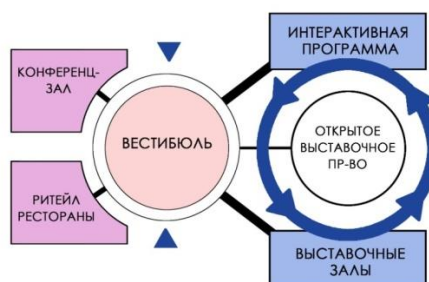 КОНФЕРЕНЦ-
ЗАЛ
РИТЕЙЛ
РЕСТОРАНЫ
ВЕСТИБЮЛЬ
ИНТЕРАКТИВНАЯ
ПРОГРАММА
ОТКРЫТОЕ
ВЫСТАВОЧНОЕ
ПР-ВО
ВЫСТАВОЧНЫЕ
ЗАЛЫ